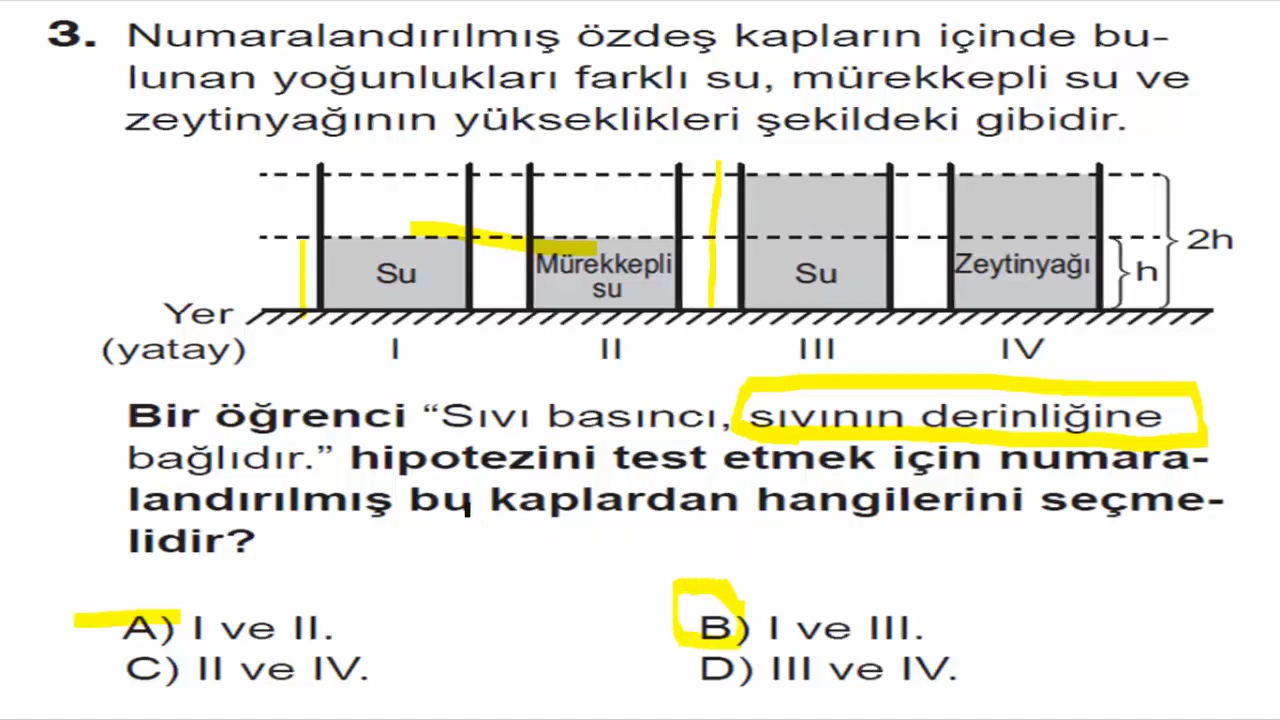 3. Numaralandırılmış özdeş kapların içinde bu-
lunan yoğunlukları farklı su, mürekkepli su ve
zeytinyağının yükseklikleri şekildeki gibidir.
Su
Mürekkepli
su
Su
Zeytinyağı
h
2h
Yer
(yatay)
I II III IV
Bir öğrenci “Sıvı basıncı, sıvının derinliğine
bağlıdır.” hipotezini test etmek için numara-
landırılmış bu kaplardan hangilerini seçme-
lidir?
A) I ve II. B) I ve III.
C) II ve IV. D) III ve IV.